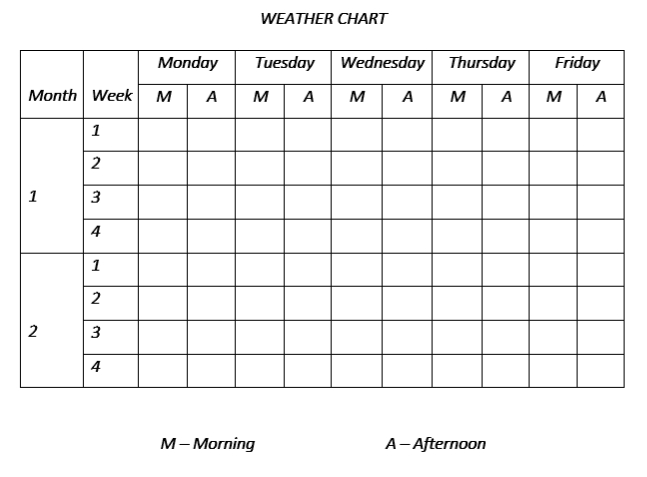 WEATHER CHART
Monday Tuesday Wednesday Thursday Friday
Month Week M A M A M A M A M A
1
2
1 3
4
1
2
2 3
4
M – Morning A – Afternoon